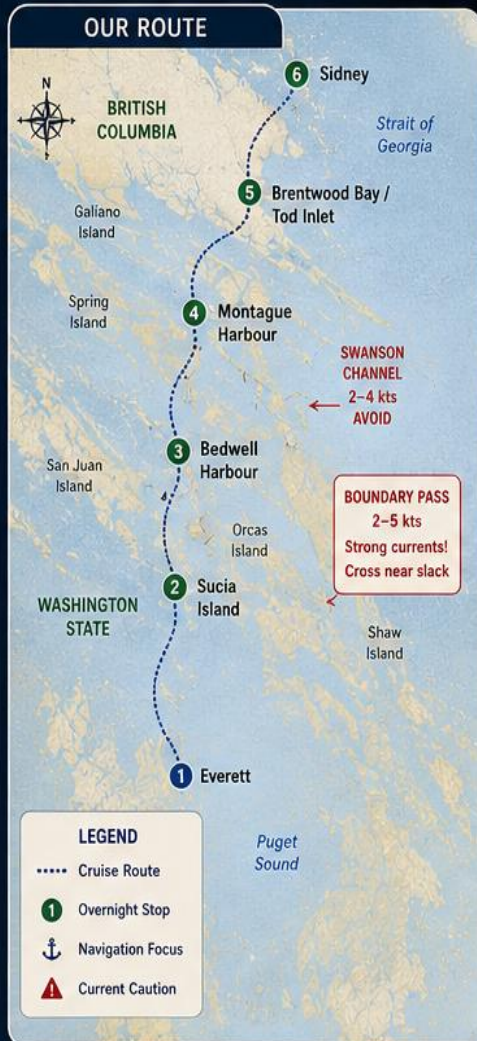 OUR ROUTE
N
BRITISH
COLUMBIA
6 Sidney
Strait of
Georgia
5 Brentwood Bay /
Tod Inlet
Galiano
Island
Spring
Island
4 Montague
Harbour
SWANSON
CHANNEL
2–4 kts
AVOID
3 Bedwell
Harbour
San Juan
Island
BOUNDARY PASS
2–5 kts
Strong currents!
Cross near slack
Orcas
Island
2 Sucia
Island
WASHINGTON
STATE
Shaw
Island
1 Everett
LEGEND
Cruise Route
1 Overnight Stop
Navigation Focus
Current Caution
Puget
Sound